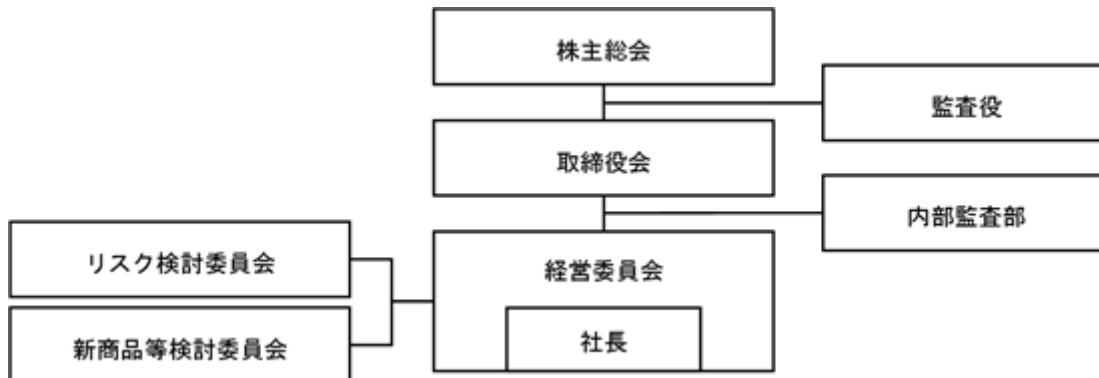 株主総会
監査役
取締役会
内部監査部
リスク検討委員会
経営委員会
新商品等検討委員会
社長